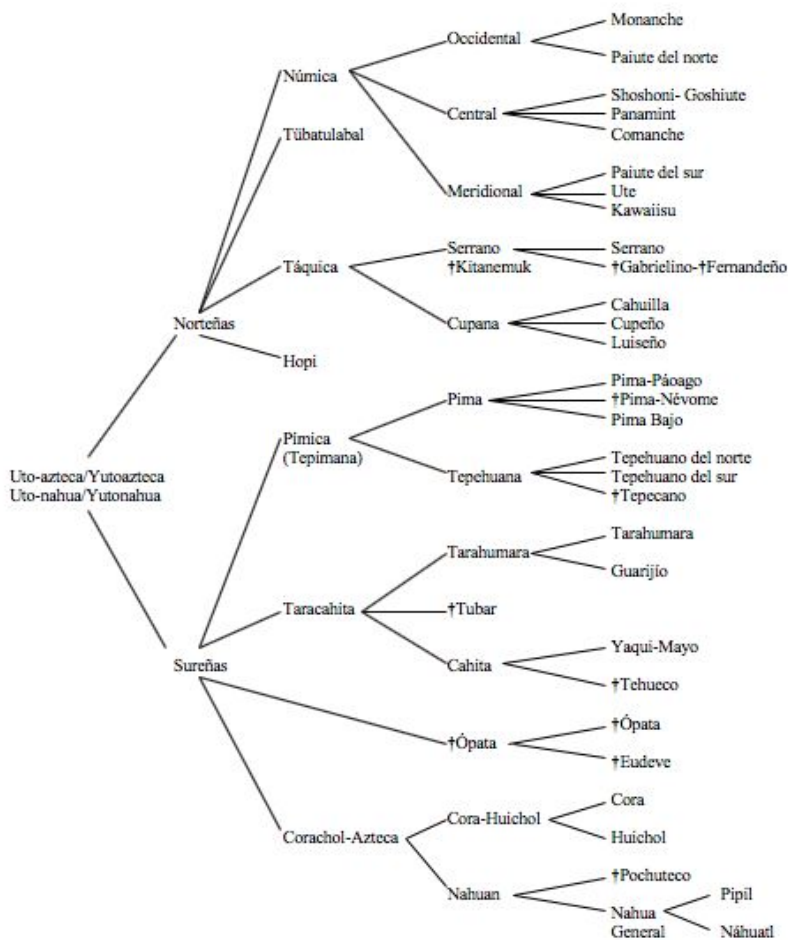 Monanche
Occidental
Paiute del norte
Númica
Shoshoni- Goshiute
Central
Panamint
Comanche
Tübatulabal
Paiute del sur
Meridional
Ute
Kawaiisu
Serrano
Serrano
†Kitanemuk
†Gabrielino-†Fernandeño
Táquica
Cahuilla
Cupana
Cupeño
Luiseño
Norteñas
Hopi
Pima-Páoago
Pima
†Pima-Névome
Pima Bajo
Pímica
(Tepimana)
Tepehuano del norte
Tepehuana
Tepehuano del sur
†Tepecano
Uto-azteca/Yutoazteca
Uto-nahua/Yutonahua
Tarahumara
Tarahumara
Guarijío
Taracahita
†Tubar
Yaqui-Mayo
Cahita
†Tehueco
Sureñas
†Ópata
†Ópata
†Eudeve
Cora
Cora-Huichol
Huichol
Corachol-Azteca
†Pochuteco
Nahuan
Pipil
Nahua
General
Náhuatl